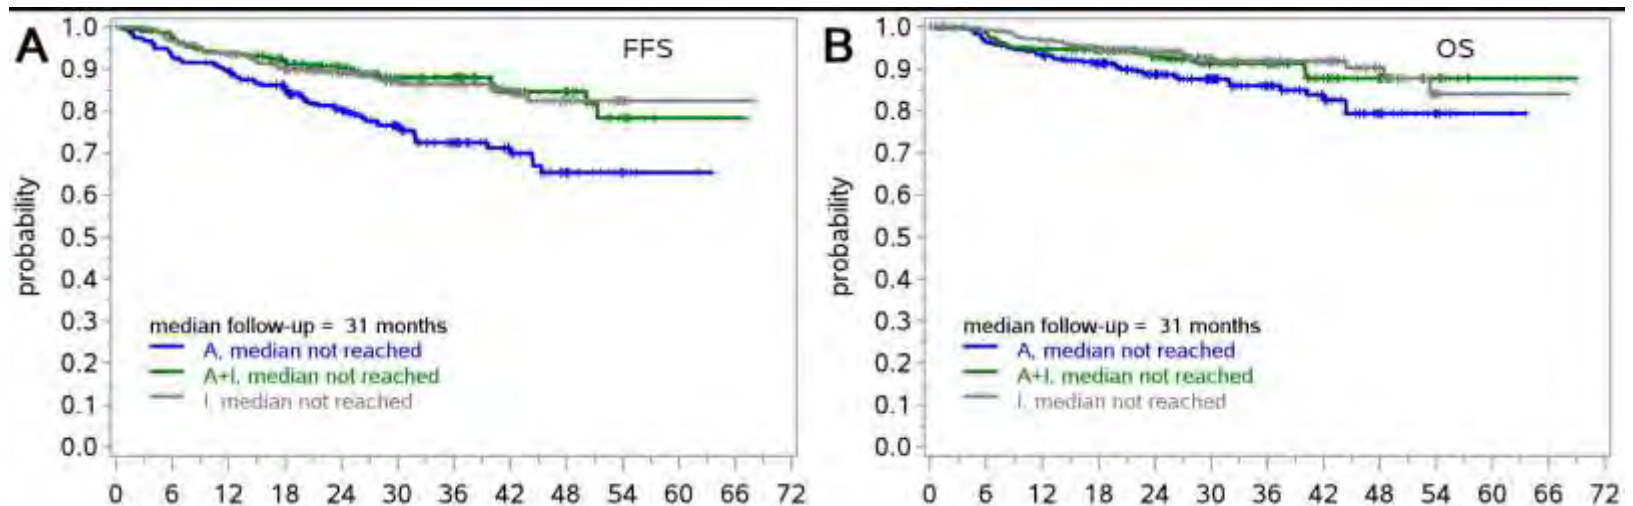 A
FFS
1.0
0.9
0.8
0.7
0.6
0.5
0.4
0.3
0.2
0.1
0.0
probability
median follow-up = 31 months
A, median not reached
A+I, median not reached
I, median not reached
0 6 12 18 24 30 36 42 48 54 60 66 72
B
OS
1.0
0.9
0.8
0.7
0.6
0.5
0.4
0.3
0.2
0.1
0.0
probability
median follow-up = 31 months
A, median not reached
A+I, median not reached
I, median not reached
0 6 12 18 24 30 36 42 48 54 60 66 72